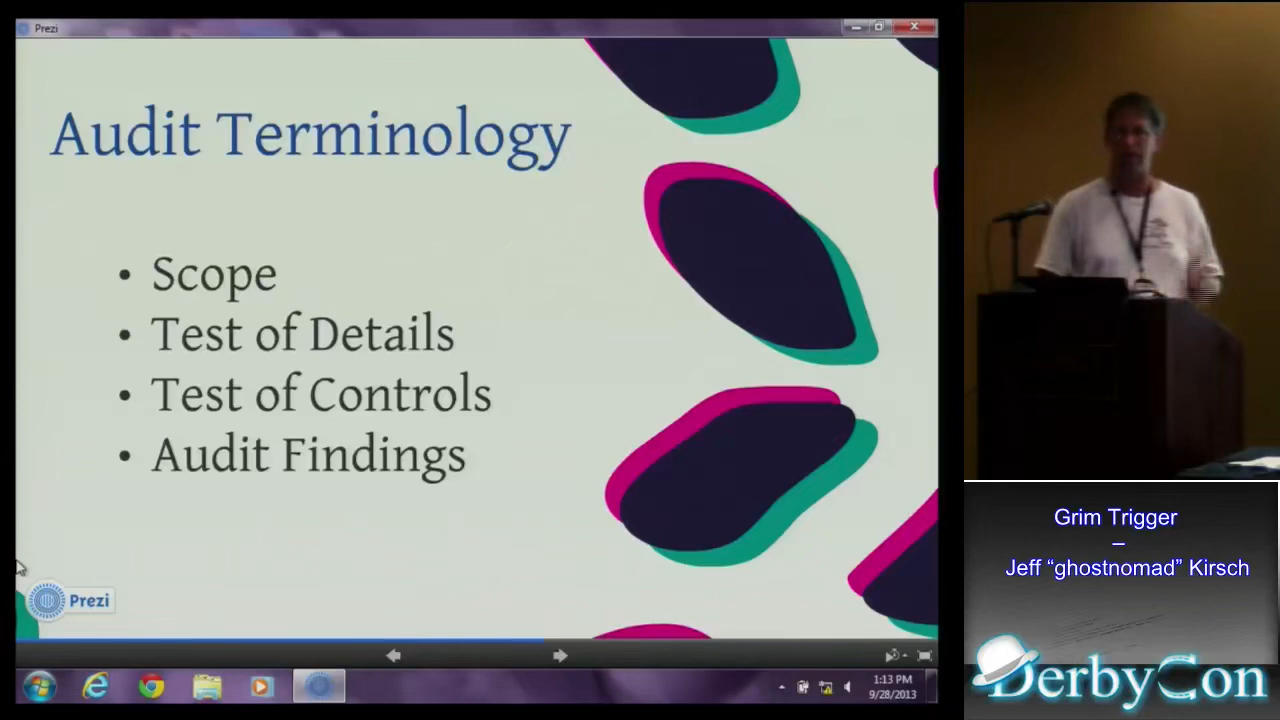 Prezi
Audit Terminology
• Scope
• Test of Details
• Test of Controls
• Audit Findings
Prezi
1:13 PM
9/28/2013
Grim Trigger
–
Jeff “ghostnomad” Kirsch
DerbyCon